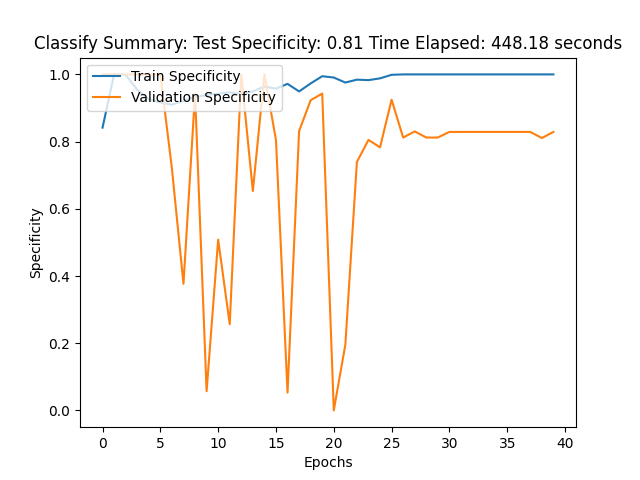 Classify Summary: Test Specificity: 0.81 Time Elapsed: 448.18 seconds
Train Specificity
Validation Specificity
1.0
0.8
0.6
0.4
0.2
0.0
Specificity
0 5 10 15 20 25 30 35 40
Epochs